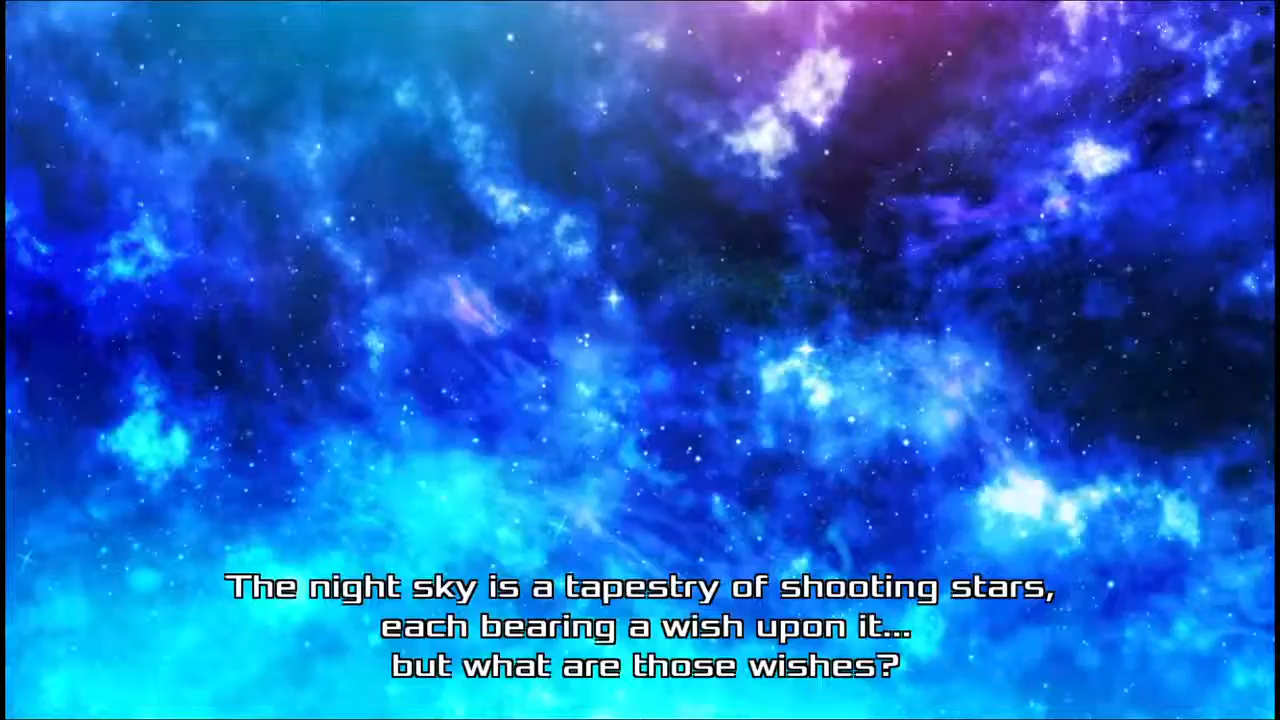 The night sky is a tapestry of shooting stars,
each bearing a wish upon it...
but what are those wishes?